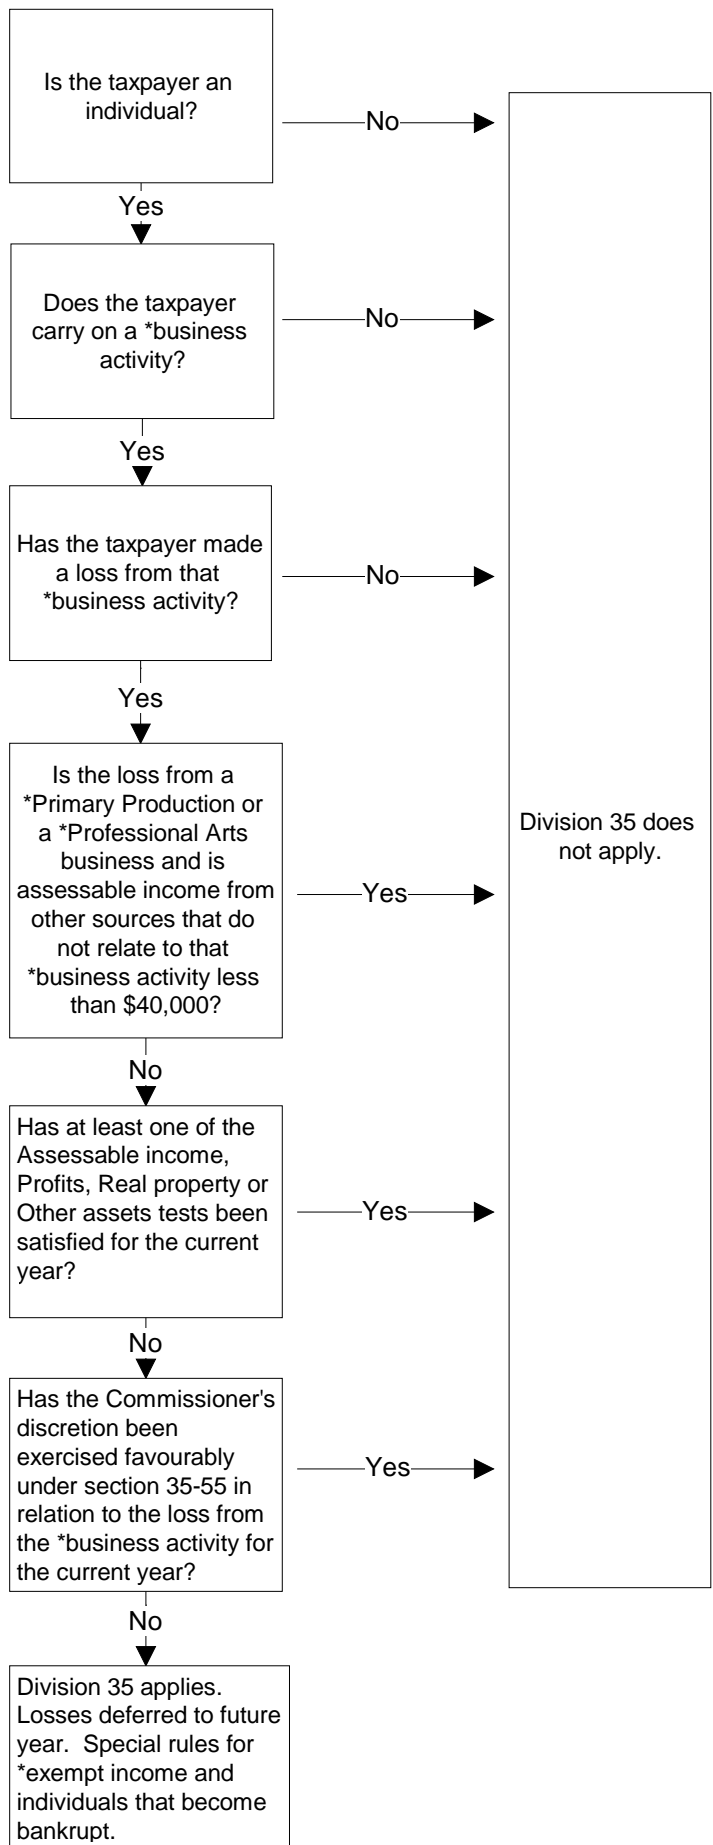 Is the taxpayer an
individual?
No
Yes
Does the taxpayer
carry on a *business
activity?
No
Yes
Has the taxpayer made
a loss from that
*business activity?
No
Yes
Is the loss from a
*Primary Production or
a *Professional Arts
business and is
assessable income from
other sources that do
not relate to that
*business activity less
than $40,000?
Yes
Division 35 does
not apply.
No
Has at least one of the
Assessable income,
Profits, Real property or
Other assets tests been
satisfied for the current
year?
Yes
No
Has the Commissioner's
discretion been
exercised favourably
under section 35-55 in
relation to the loss from
the *business activity for
the current year?
Yes
No
Division 35 applies.
Losses deferred to future
year.  Special rules for
*exempt income and
individuals that become
bankrupt.